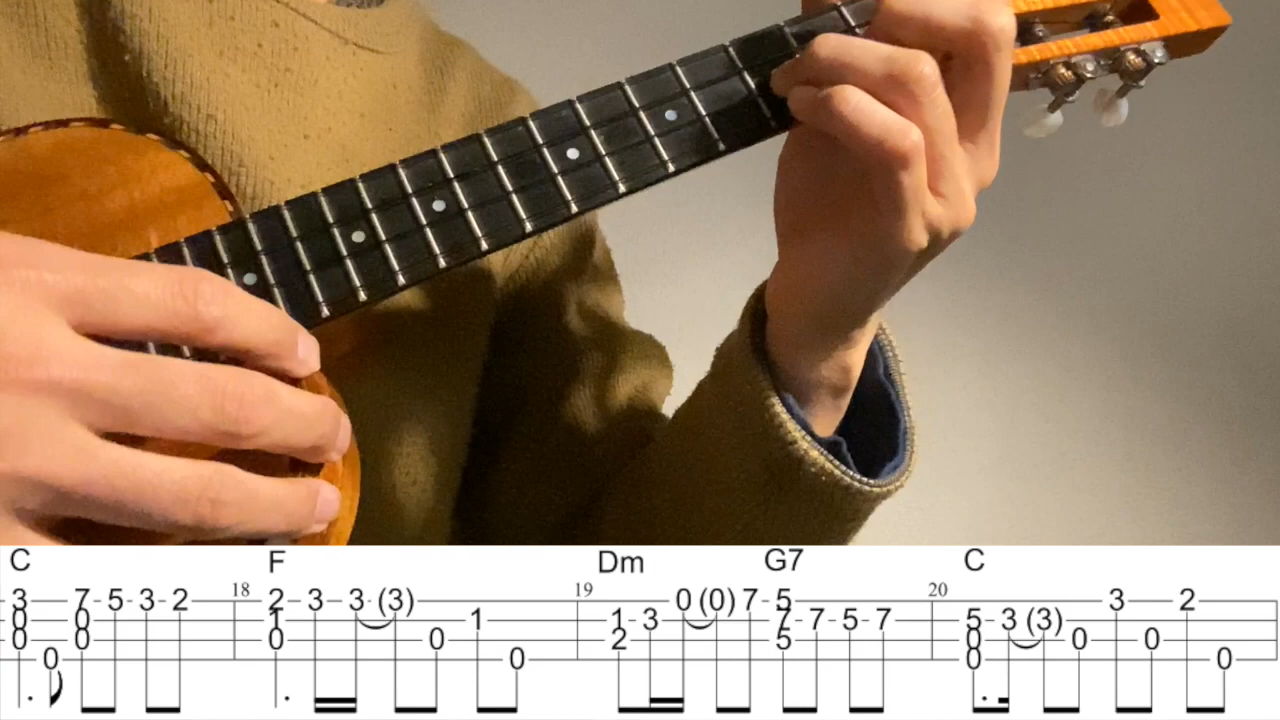 C F Dm G7 C
18 19 20
3 7 5 3 2 2 3 3 (3) 0 (0) 7 5 3 2
0 0 1 1 1 3 7 7 5 7 5 3 (3)
0 0 0 0 2 5 0 0 0
0 0 0 0